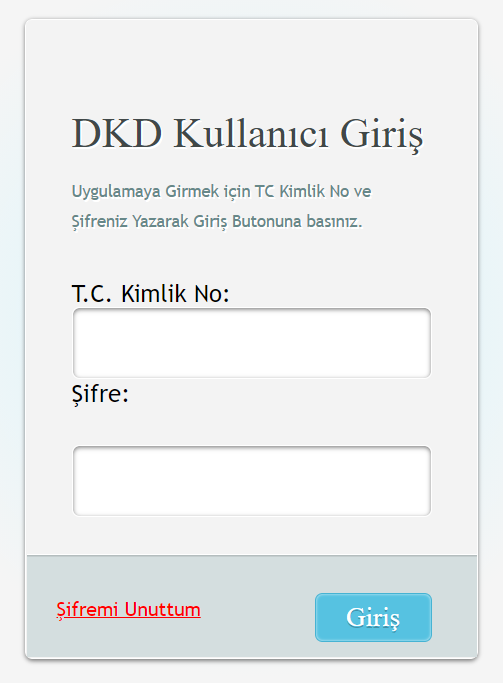 DKD Kullanıcı Giriş
Uygulamaya Girmek için TC Kimlik No ve
Şifreniz Yazarak Giriş Butonuna basınız.
T.C. Kimlik No:
Şifre:
Şifremi Unuttum
Giriş